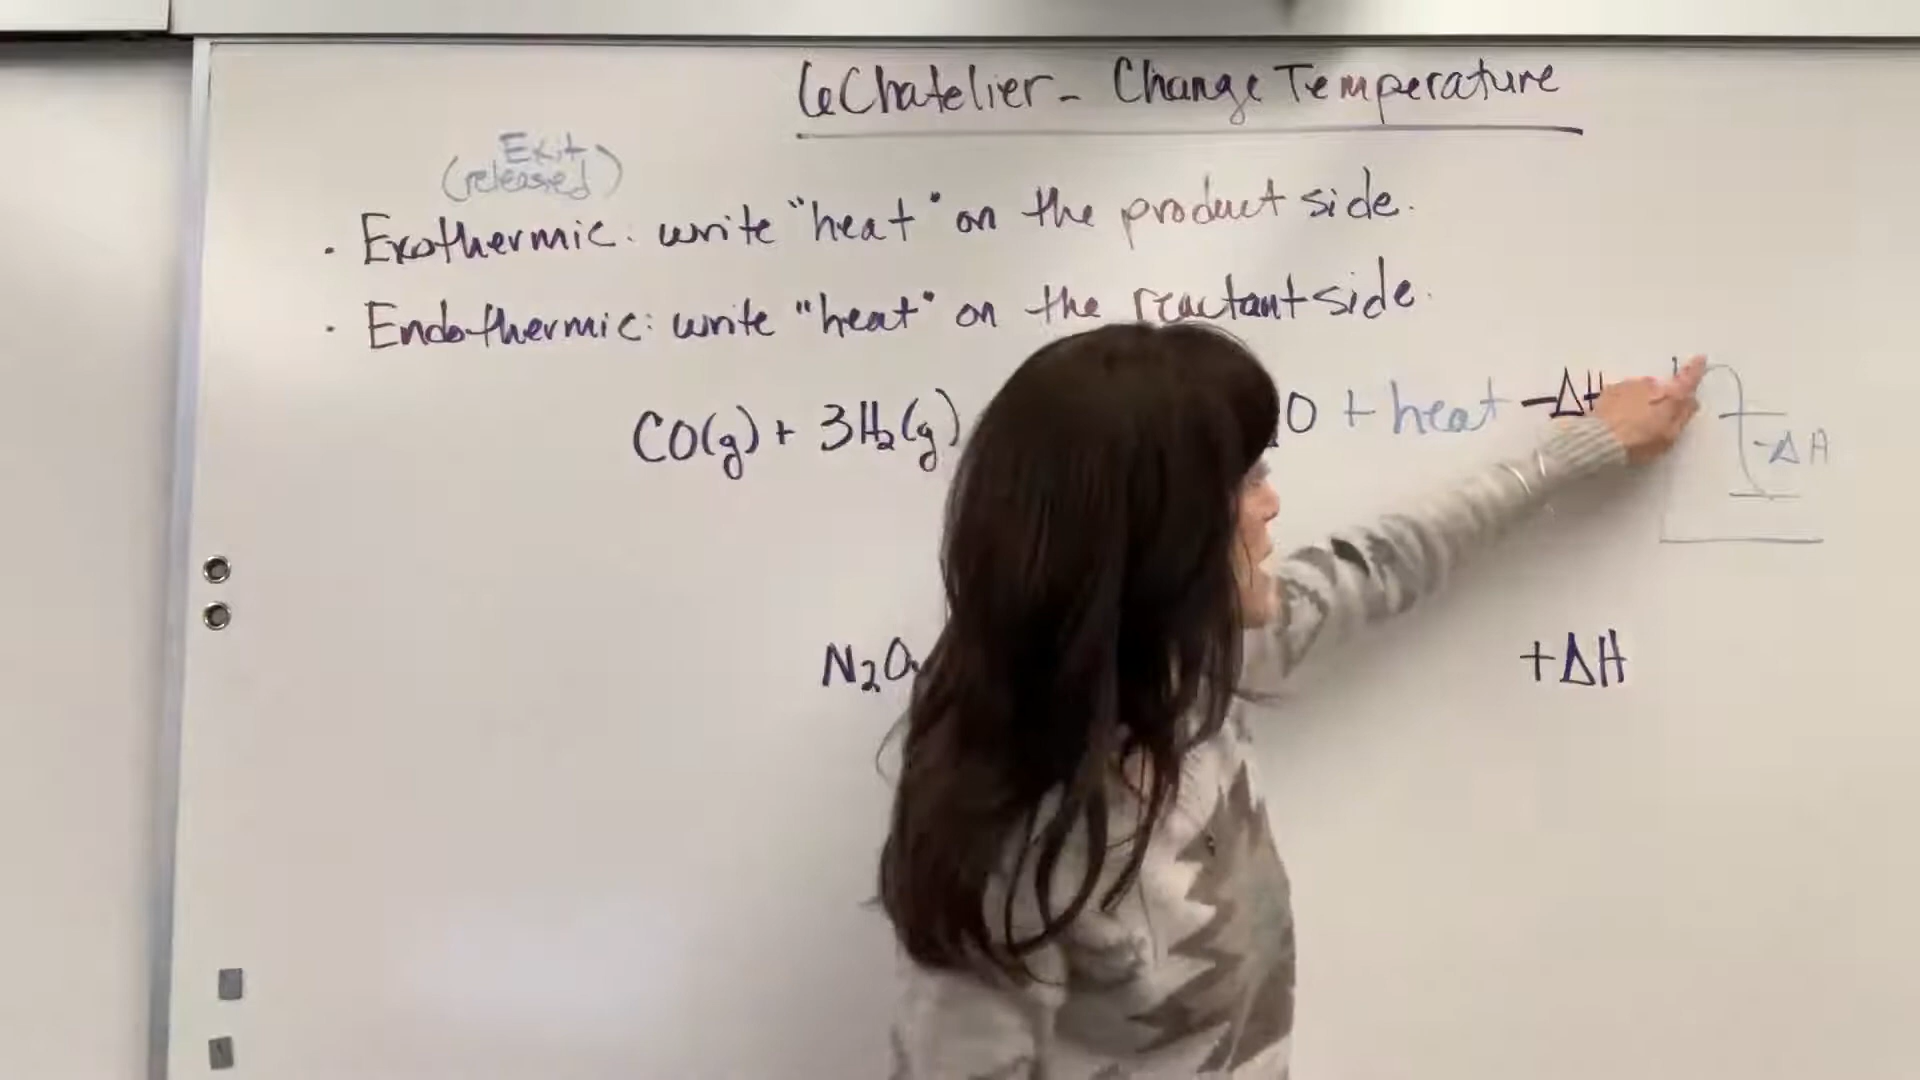 LeChatelier - Change Temperature
Exit
(released)
· Exothermic: write "heat" on the product side.
· Endothermic: write "heat" on the reactant side.
CO(g) + 3H₂(g) O + heat -ΔH
-ΔH
N₂O +ΔH